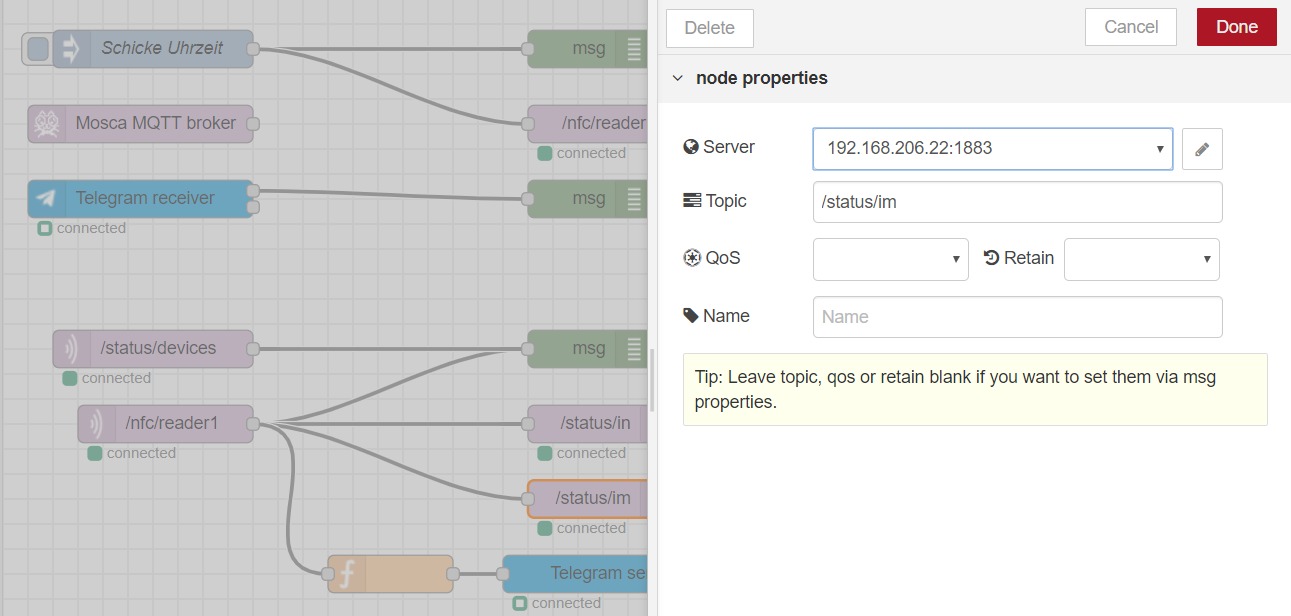 Schicke Uhrzeit
msg
Mosca MQTT broker
/nfc/reader
connected
Telegram receiver
msg
connected
/status/devices
msg
connected
/nfc/reader1
/status/in
connected
connected
/status/im
connected
Telegram se
connected
Delete
Cancel
Done
node properties
Server
192.168.206.22:1883
Topic
/status/im
QoS
Retain
Name
Name
Tip: Leave topic, qos or retain blank if you want to set them via msg
properties.